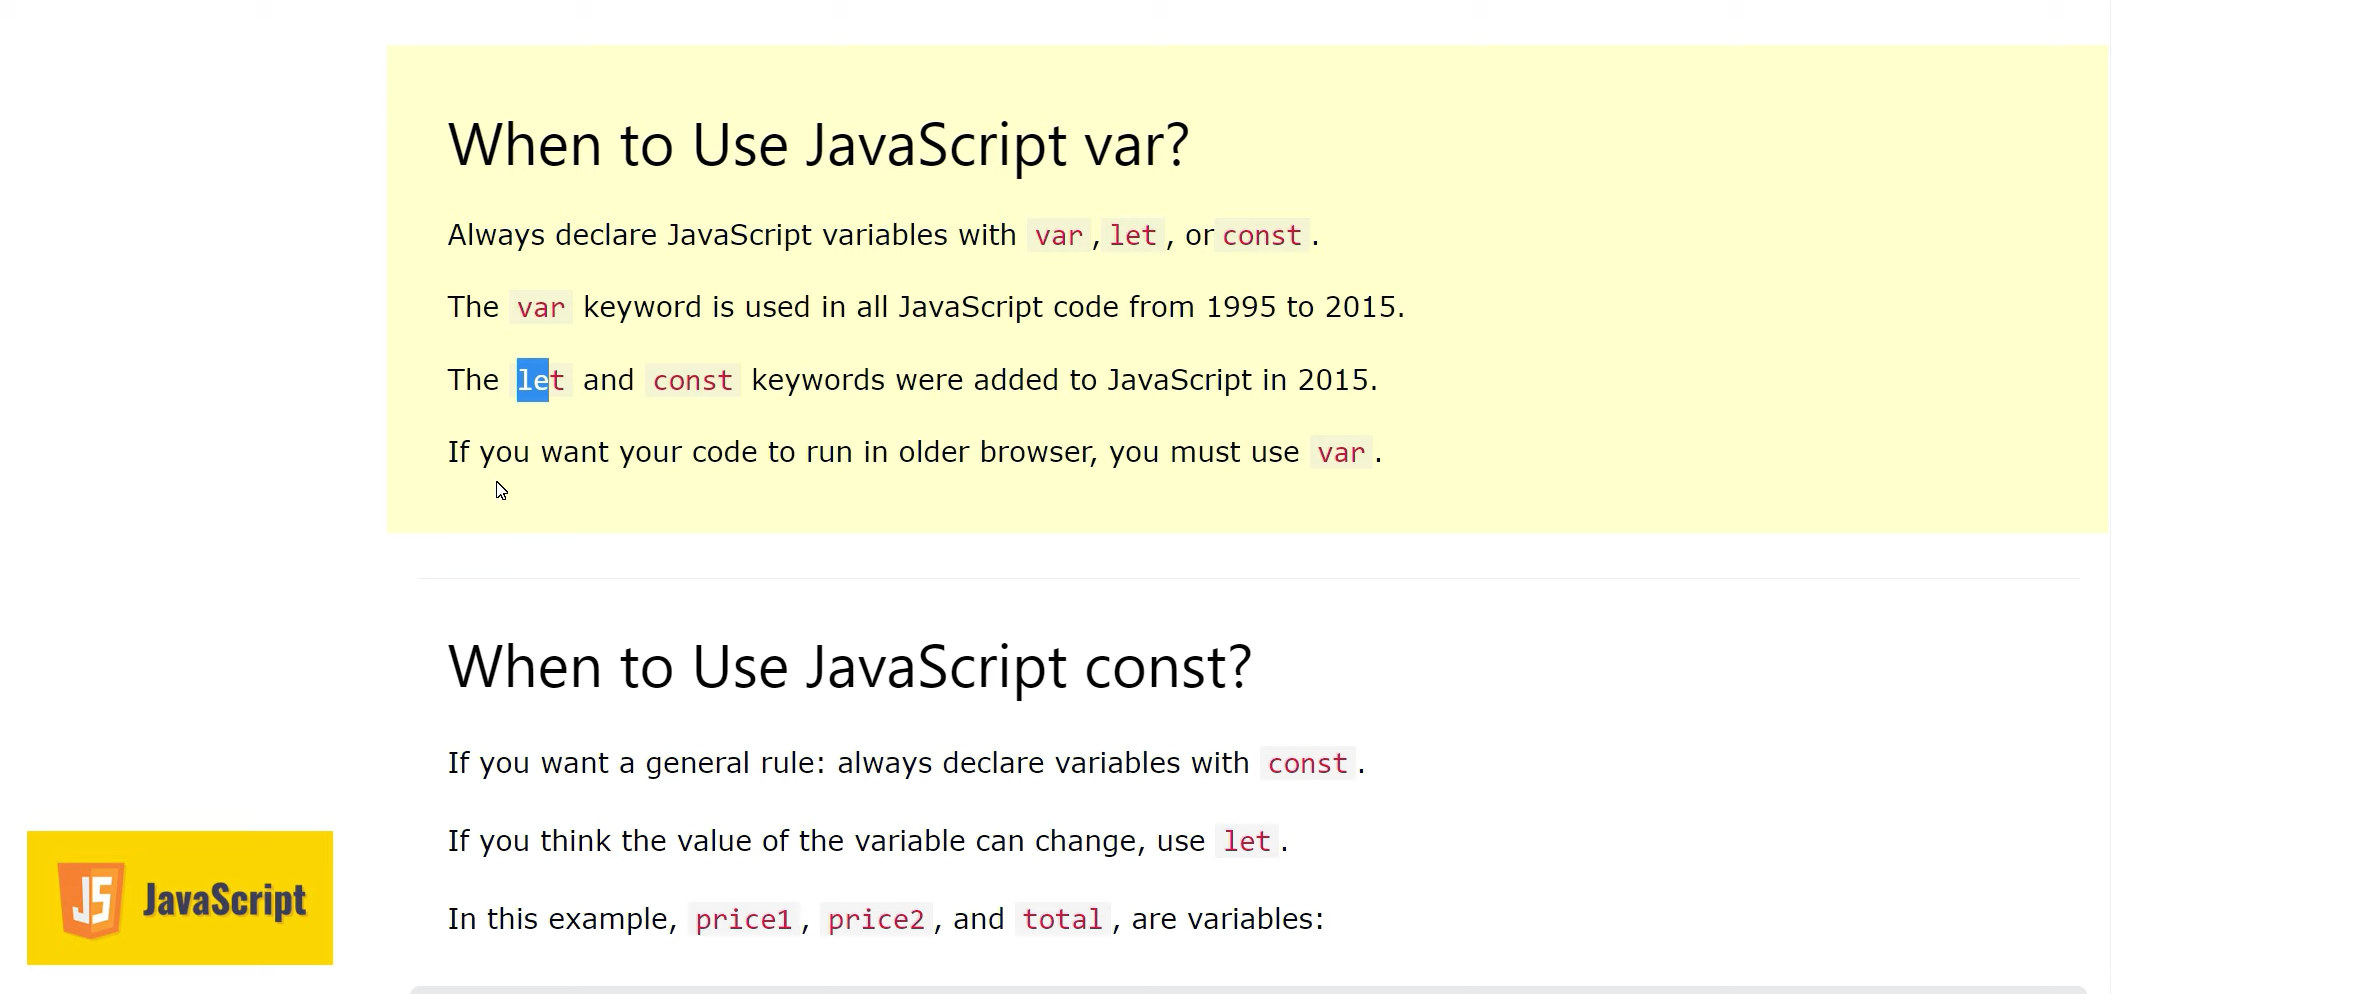 When to Use JavaScript var?
Always declare JavaScript variables with var, let, or const.
The var keyword is used in all JavaScript code from 1995 to 2015.
The let and const keywords were added to JavaScript in 2015.
If you want your code to run in older browser, you must use var.
When to Use JavaScript const?
If you want a general rule: always declare variables with const.
If you think the value of the variable can change, use let.
In this example, price1, price2, and total, are variables:
JS JavaScript